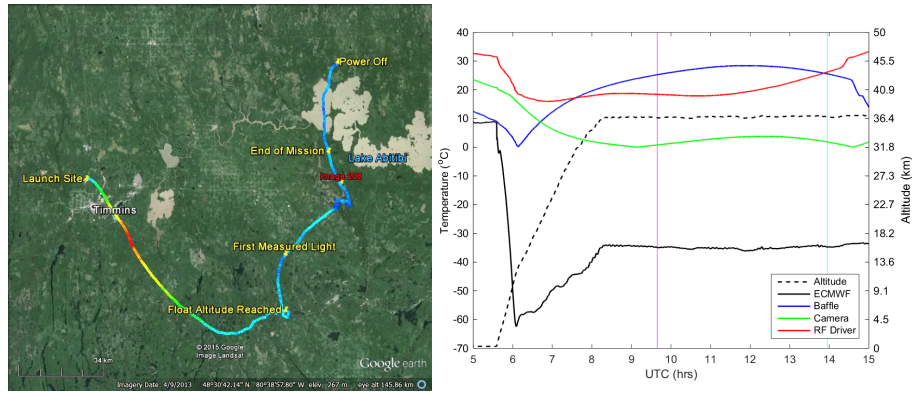 Power Off
End of Mission
Lake Abitibi
Image 208
Launch Site
Timmins
First Measured Light
Float Altitude Reached
© 2015 Google
Image Landsat
34 km
Google earth
Imagery Date: 4/9/2013 48°30'42.14" N 80°38'57.80" W elev 267 m eye alt 145.86 km
40
30
20
10
0
-10
-20
-30
-40
-50
-60
-70
Temperature (°C)
5 6 7 8 9 10 11 12 13 14 15
UTC (hrs)
50
45.5
40.9
36.4
31.8
27.3
22.7
18.2
13.6
9.1
4.5
0
Altitude (km)
Altitude
ECMWF
Baffle
Camera
RF Driver